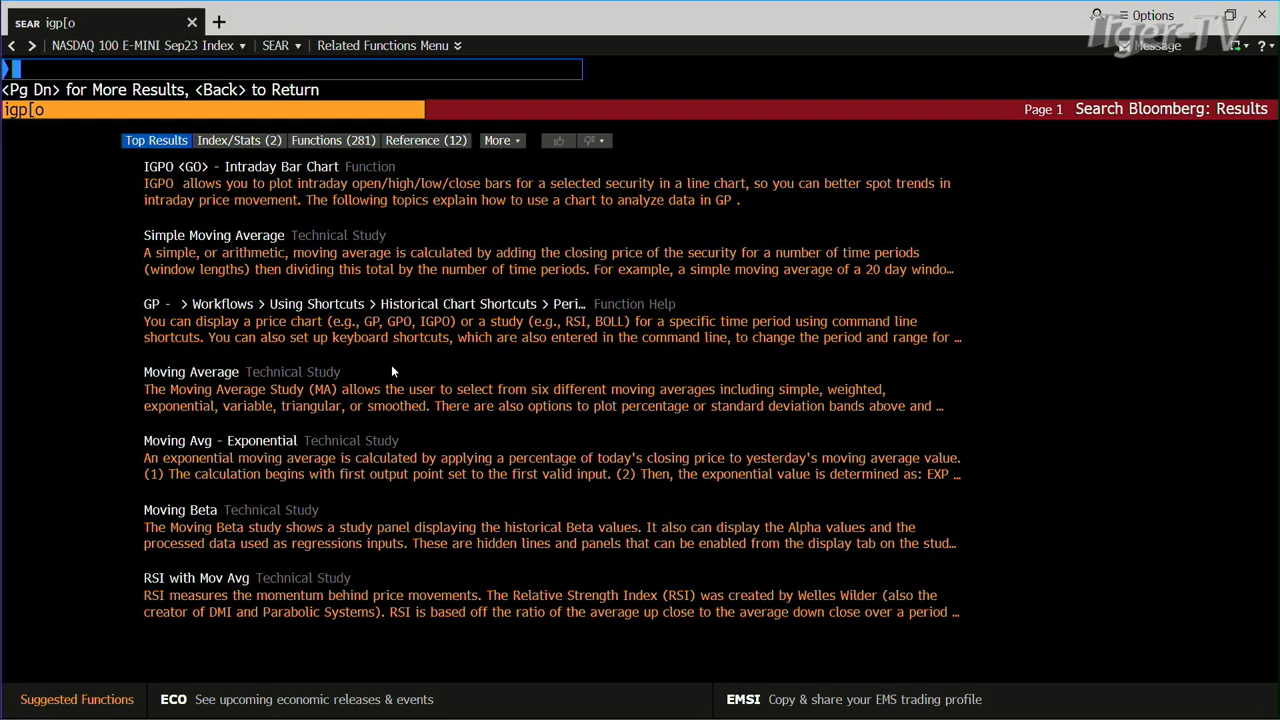 SEAR igp[o
Options
NASDAQ 100 E-MINI Sep23 Index SEAR Related Functions Menu
Message
Tiger-TV
<Pg Dn> for More Results, <Back> to Return
igp[o
Page 1 Search Bloomberg: Results
Top Results Index/Stats (2) Functions (281) Reference (12) More
IGPO <GO> - Intraday Bar Chart Function
IGPO allows you to plot intraday open/high/low/close bars for a selected security in a line chart, so you can better spot trends in
intraday price movement. The following topics explain how to use a chart to analyze data in GP .
Simple Moving Average Technical Study
A simple, or arithmetic, moving average is calculated by adding the closing price of the security for a number of time periods
(window lengths) then dividing this total by the number of time periods. For example, a simple moving average of a 20 day windo…
GP - > Workflows > Using Shortcuts > Historical Chart Shortcuts > Peri… Function Help
You can display a price chart (e.g., GP, GPO, IGPO) or a study (e.g., RSI, BOLL) for a specific time period using command line
shortcuts. You can also set up keyboard shortcuts, which are also entered in the command line, to change the period and range for …
Moving Average Technical Study
The Moving Average Study (MA) allows the user to select from six different moving averages including simple, weighted,
exponential, variable, triangular, or smoothed. There are also options to plot percentage or standard deviation bands above and …
Moving Avg - Exponential Technical Study
An exponential moving average is calculated by applying a percentage of today's closing price to yesterday's moving average value.
(1) The calculation begins with first output point set to the first valid input. (2) Then, the exponential value is determined as: EXP …
Moving Beta Technical Study
The Moving Beta study shows a study panel displaying the historical Beta values. It also can display the Alpha values and the
processed data used as regressions inputs. These are hidden lines and panels that can be enabled from the display tab on the stud…
RSI with Mov Avg Technical Study
RSI measures the momentum behind price movements. The Relative Strength Index (RSI) was created by Welles Wilder (also the
creator of DMI and Parabolic Systems). RSI is based off the ratio of the average up close to the average down close over a period …
Suggested Functions ECO See upcoming economic releases & events EMSI Copy & share your EMS trading profile